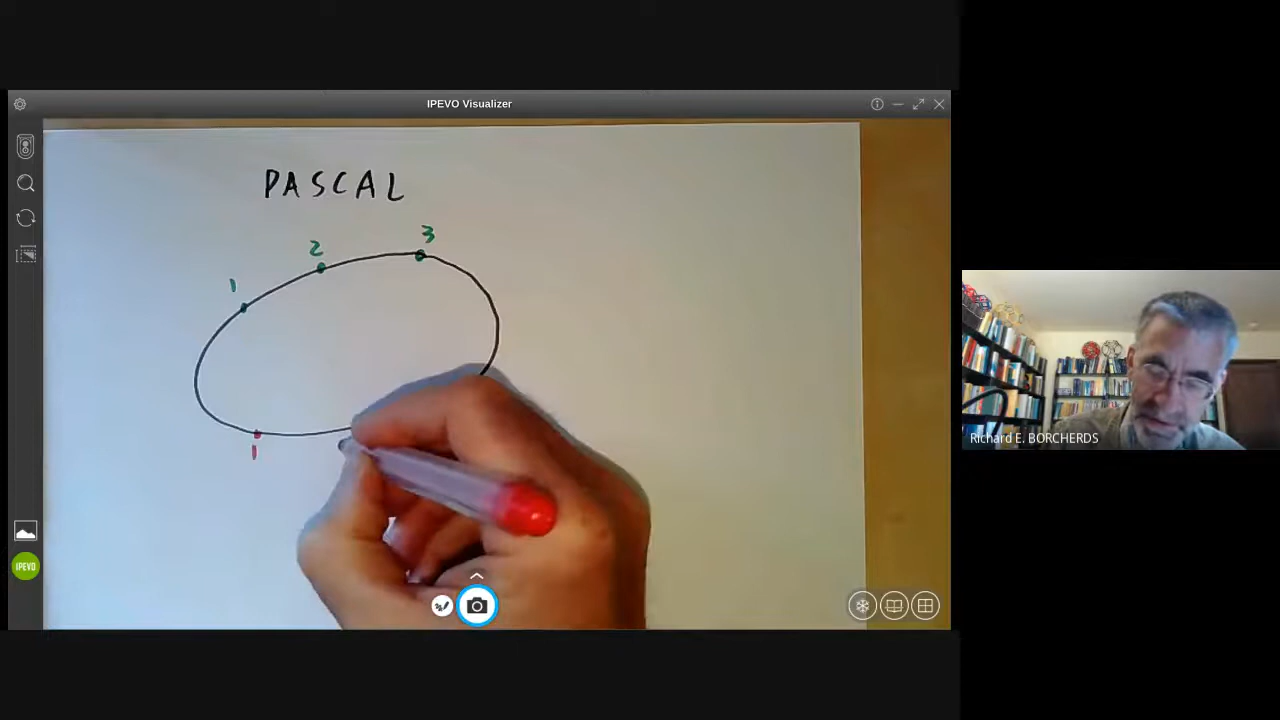 IPEVO Visualizer
PASCAL
1 2 3
1
IPEVO
Richard E. BORCHERDS